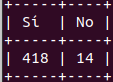 +-----+----+
| Sí | No |
+-----+----+
| 418 | 14 |
+-----+----+